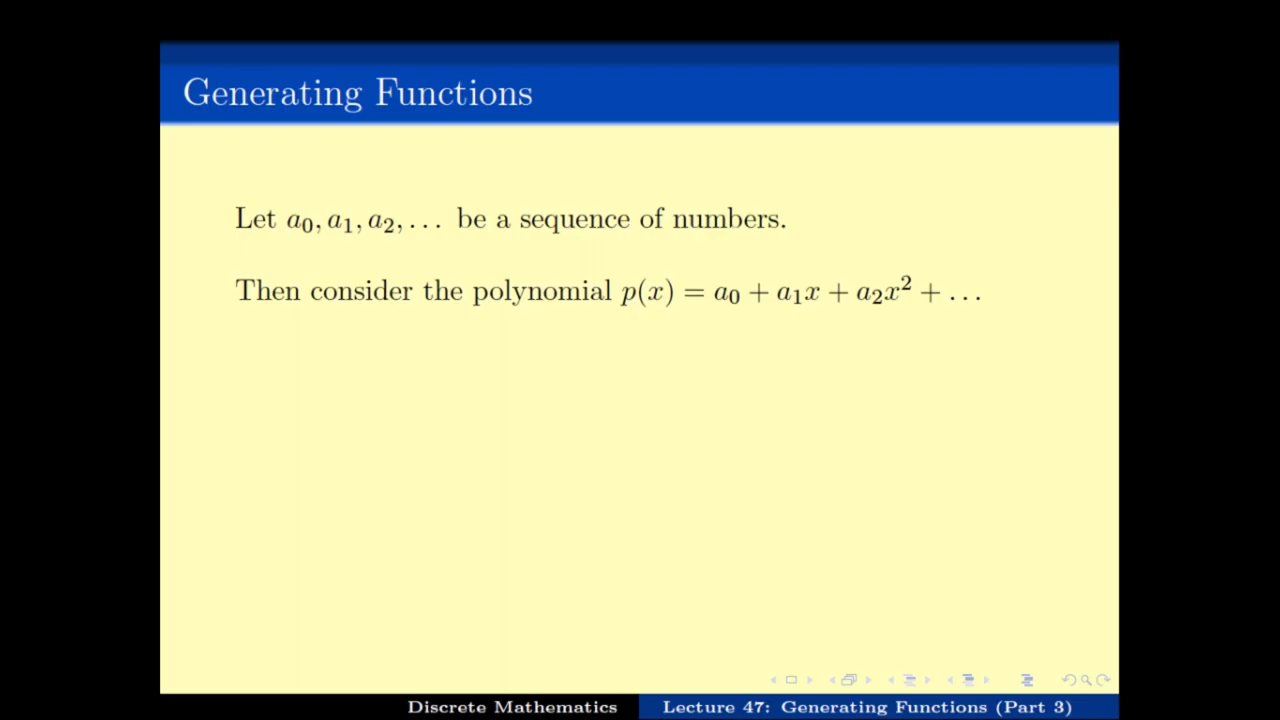 Generating Functions
Let a₀, a₁, a₂, . . . be a sequence of numbers.
Then consider the polynomial p(x) = a₀ + a₁x + a₂x² + . . .
Discrete Mathematics
Lecture 47: Generating Functions (Part 3)